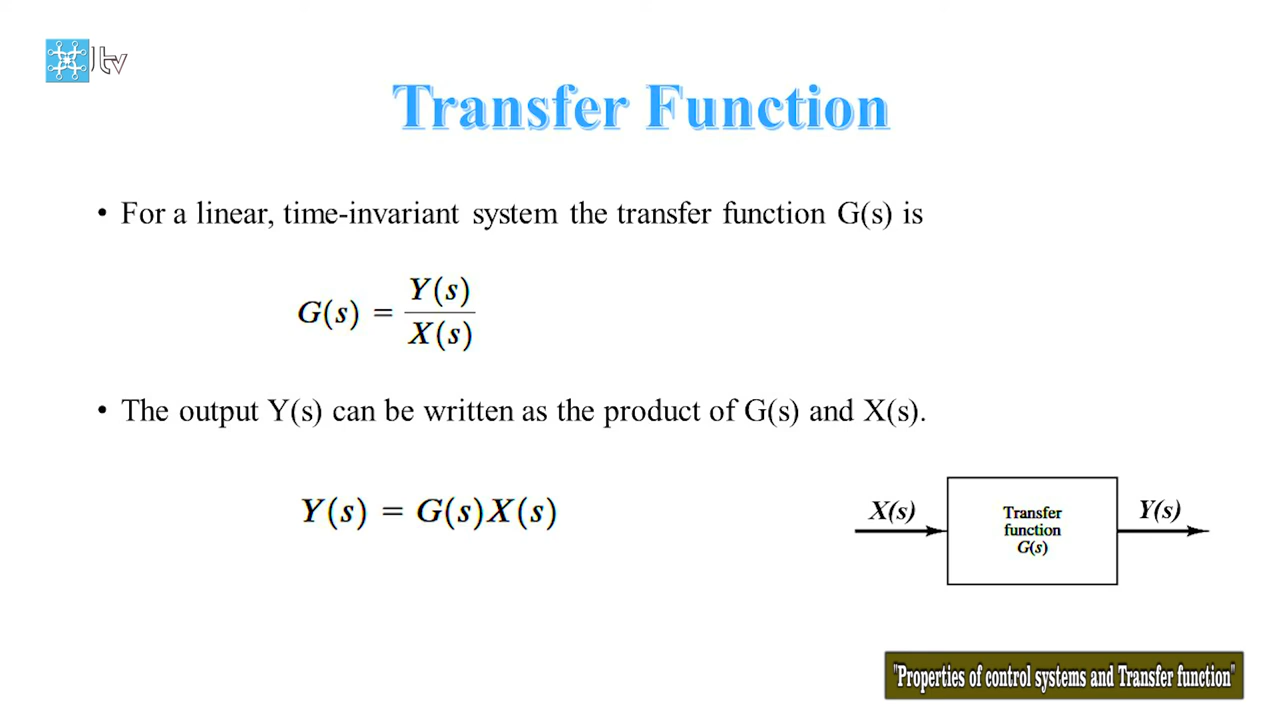 ltv
Transfer Function
• For a linear, time-invariant system the transfer function G(s) is
G(s) = Y(s) / X(s)
• The output Y(s) can be written as the product of G(s) and X(s).
Y(s) = G(s)X(s)
X(s)
Transfer
function
G(s)
Y(s)
"Properties of control systems and Transfer function"